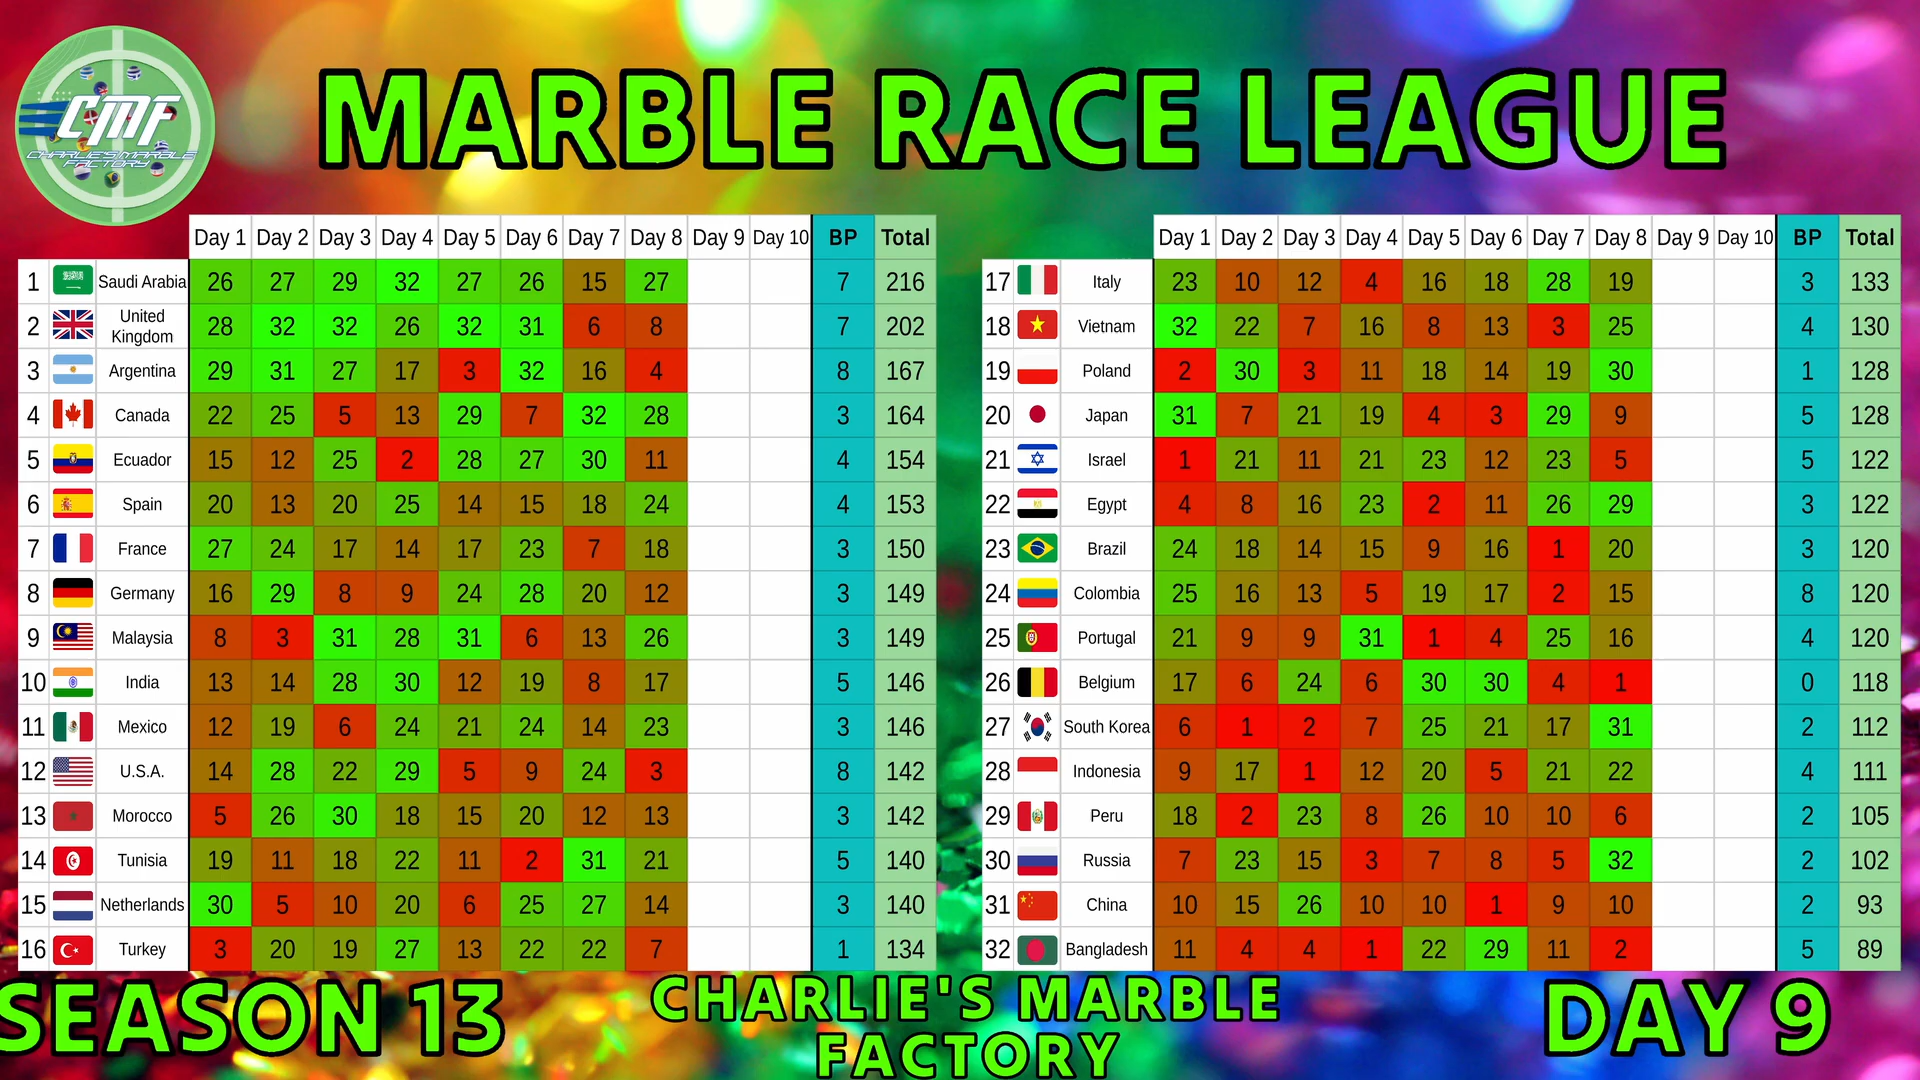 CMF
CHARLIE'S MARBLE
FACTORY
MARBLE RACE LEAGUE
Day 1 Day 2 Day 3 Day 4 Day 5 Day 6 Day 7 Day 8 Day 9 Day 10 BP Total
1 Saudi Arabia 26 27 29 32 27 26 15 27 7 216
2 United Kingdom 28 32 32 26 32 31 6 8 7 202
3 Argentina 29 31 27 17 3 32 16 4 8 167
4 Canada 22 25 5 13 29 7 32 28 3 164
5 Ecuador 15 12 25 2 28 27 30 11 4 154
6 Spain 20 13 20 25 14 15 18 24 4 153
7 France 27 24 17 14 17 23 7 18 3 150
8 Germany 16 29 8 9 24 28 20 12 3 149
9 Malaysia 8 3 31 28 31 6 13 26 3 149
10 India 13 14 28 30 12 19 8 17 5 146
11 Mexico 12 19 6 24 21 24 14 23 3 146
12 U.S.A. 14 28 22 29 5 9 24 3 8 142
13 Morocco 5 26 30 18 15 20 12 13 3 142
14 Tunisia 19 11 18 22 11 2 31 21 5 140
15 Netherlands 30 5 10 20 6 25 27 14 3 140
16 Turkey 3 20 19 27 13 22 22 7 1 134
Day 1 Day 2 Day 3 Day 4 Day 5 Day 6 Day 7 Day 8 Day 9 Day 10 BP Total
17 Italy 23 10 12 4 16 18 28 19 3 133
18 Vietnam 32 22 7 16 8 13 3 25 4 130
19 Poland 2 30 3 11 18 14 19 30 1 128
20 Japan 31 7 21 19 4 3 29 9 5 128
21 Israel 1 21 11 21 23 12 23 5 5 122
22 Egypt 4 8 16 23 2 11 26 29 3 122
23 Brazil 24 18 14 15 9 16 1 20 3 120
24 Colombia 25 16 13 5 19 17 2 15 8 120
25 Portugal 21 9 9 31 1 4 25 16 4 120
26 Belgium 17 6 24 6 30 30 4 1 0 118
27 South Korea 6 1 2 7 25 21 17 31 2 112
28 Indonesia 9 17 1 12 20 5 21 22 4 111
29 Peru 18 2 23 8 26 10 10 6 2 105
30 Russia 7 23 15 3 7 8 5 32 2 102
31 China 10 15 26 10 10 1 9 10 2 93
32 Bangladesh 11 4 4 1 22 29 11 2 5 89
SEASON 13
CHARLIE'S MARBLE
FACTORY
DAY 9